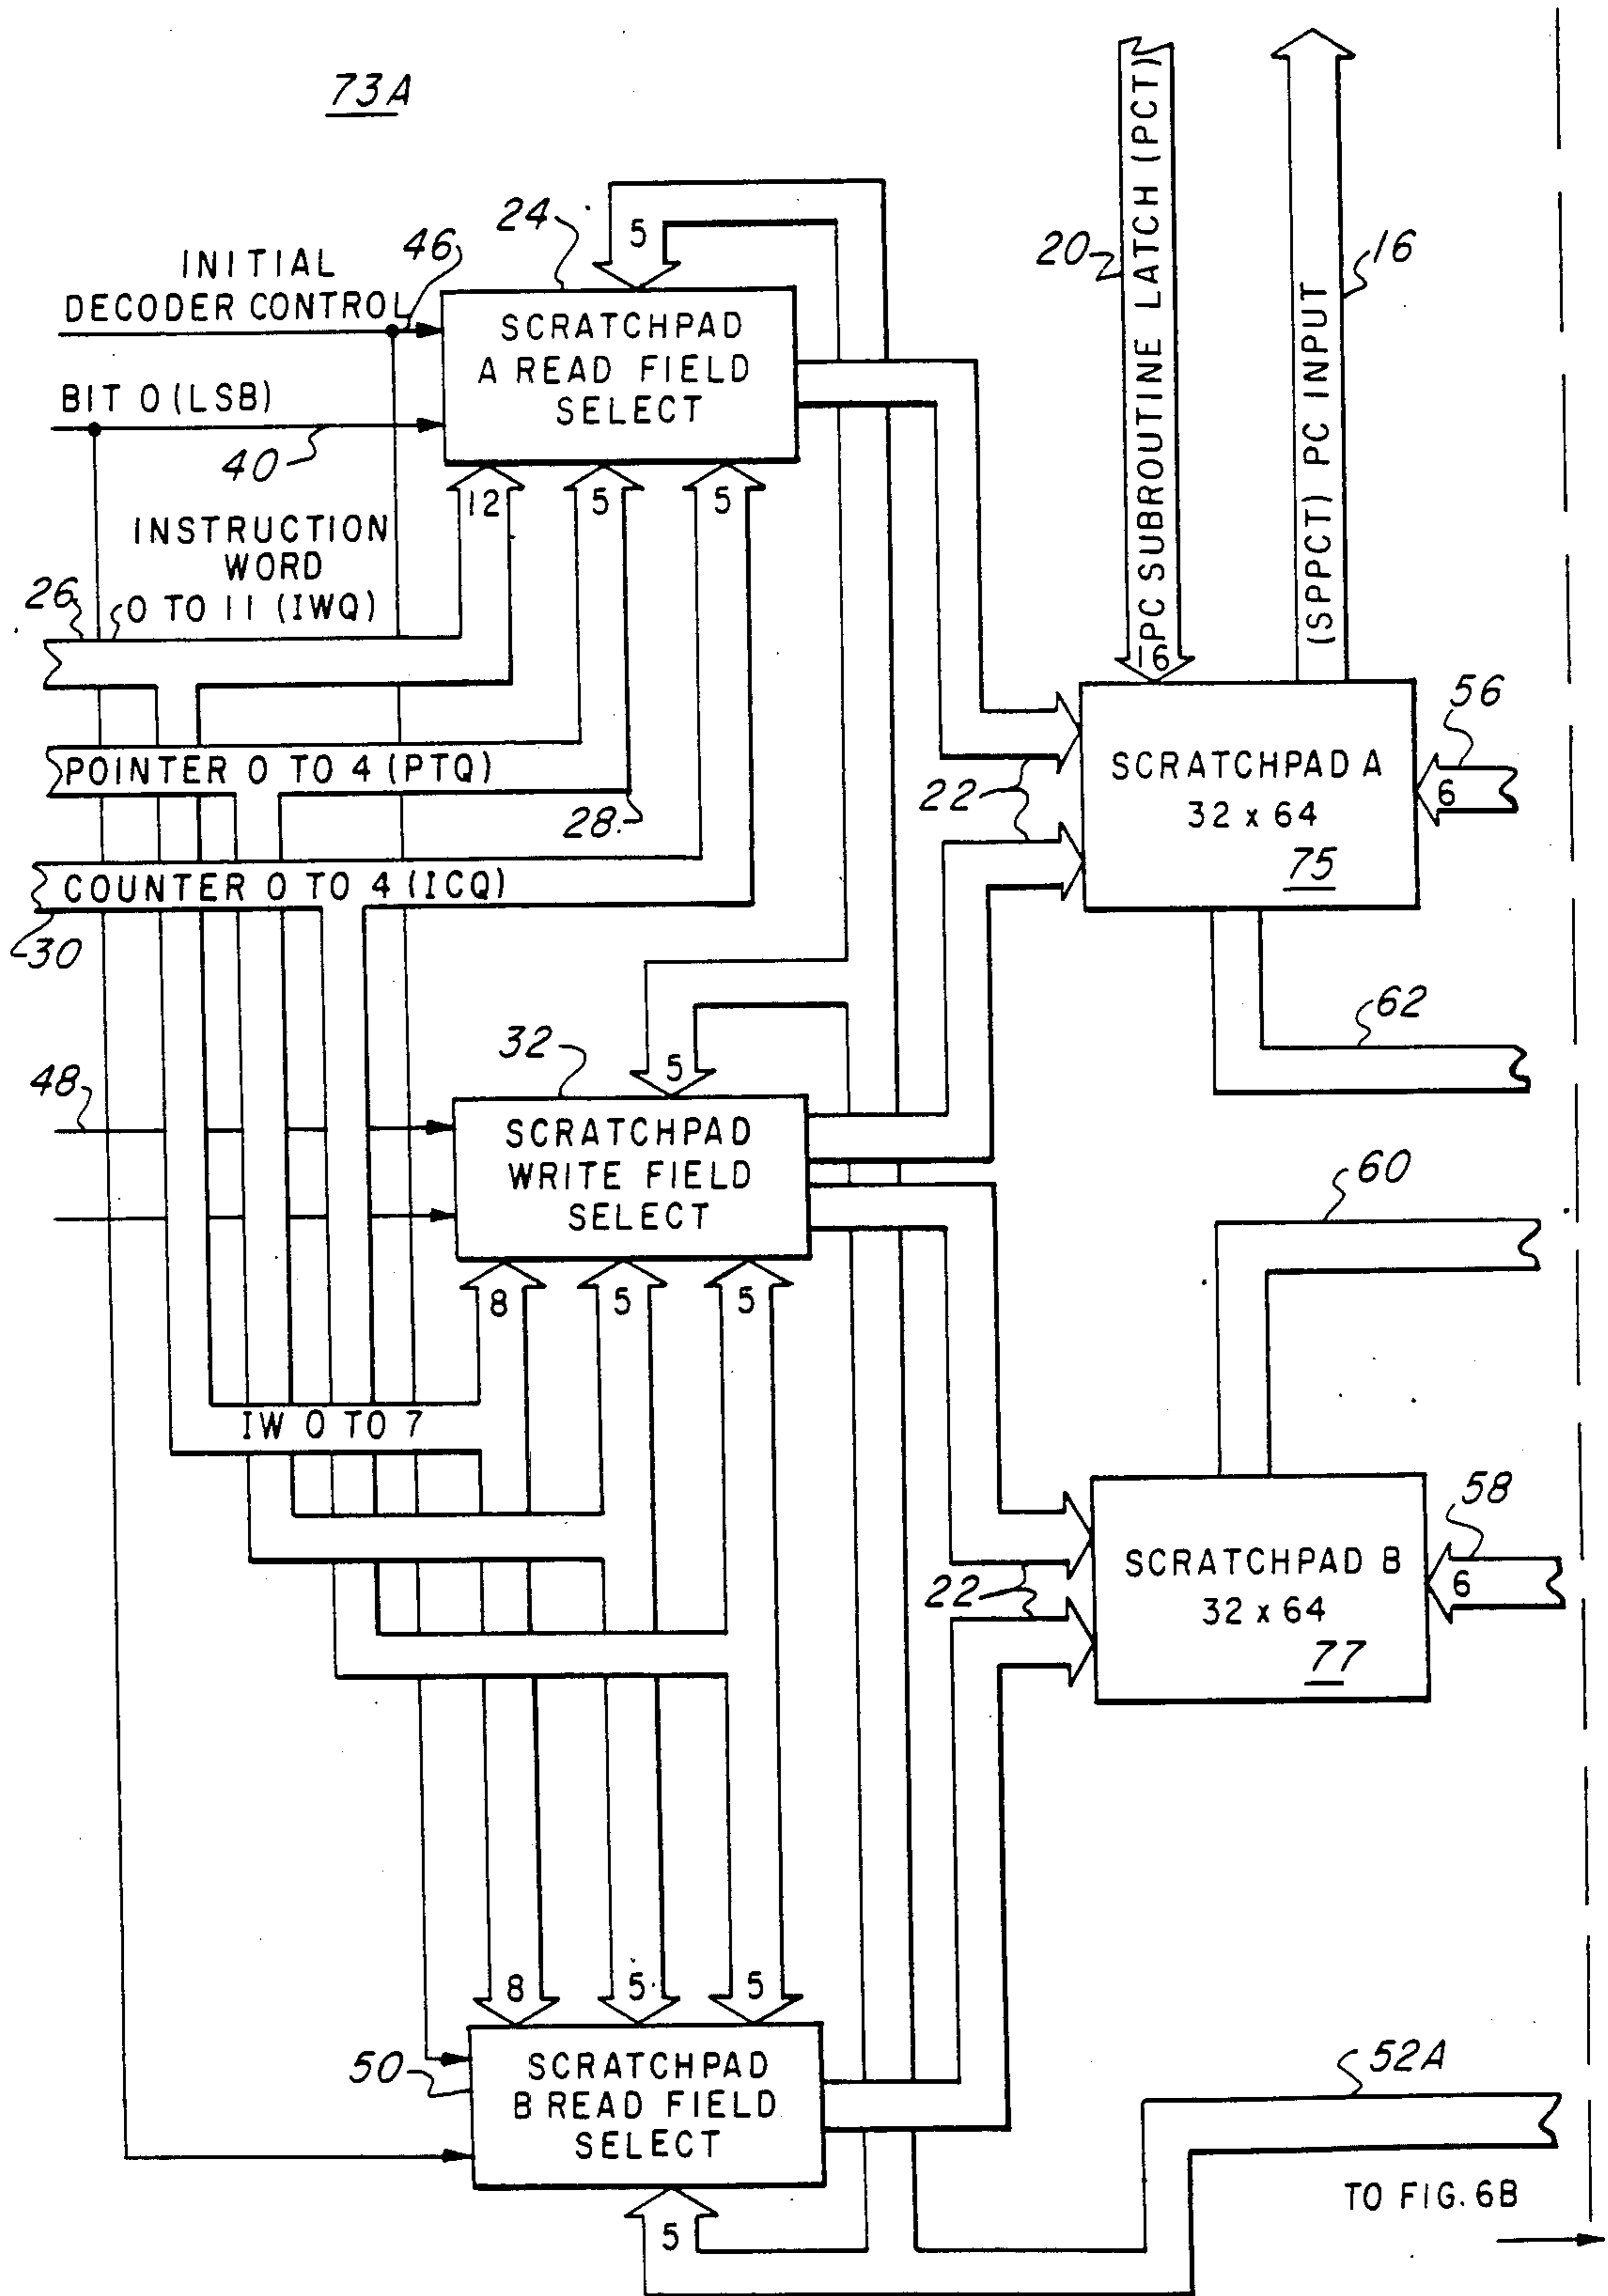 73A
24
5
46
INITIAL
DECODER CONTROL
SCRATCHPAD
A READ FIELD
SELECT
BIT 0 (LSB)
40
12
5
5
INSTRUCTION
WORD
26
0 TO 11 (IWQ)
POINTER 0 TO 4 (PTQ)
28
COUNTER 0 TO 4 (ICQ)
30
20
PC SUBROUTINE LATCH (PCT)
16
(SPPCT) PC INPUT
16
22
SCRATCHPAD A
32 x 64
75
56
6
62
48
32
5
SCRATCHPAD
WRITE FIELD
SELECT
60
8
5
5
IW 0 TO 7
22
SCRATCHPAD B
32 x 64
77
58
6
8
5
5
50
SCRATCHPAD
B READ FIELD
SELECT
52A
5
TO FIG. 6B